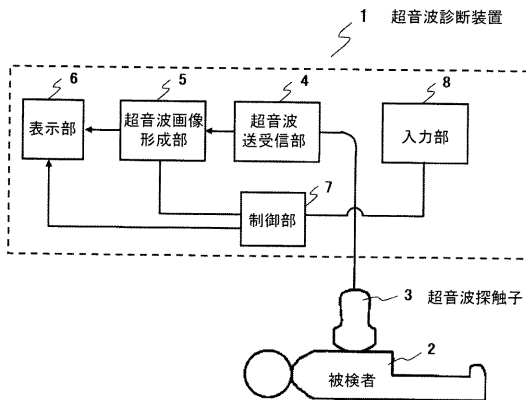 1 超音波診断装置
6
5
4
8
表示部
超音波画像
形成部
超音波
送受信部
入力部
7
制御部
3 超音波探触子
2
被検者